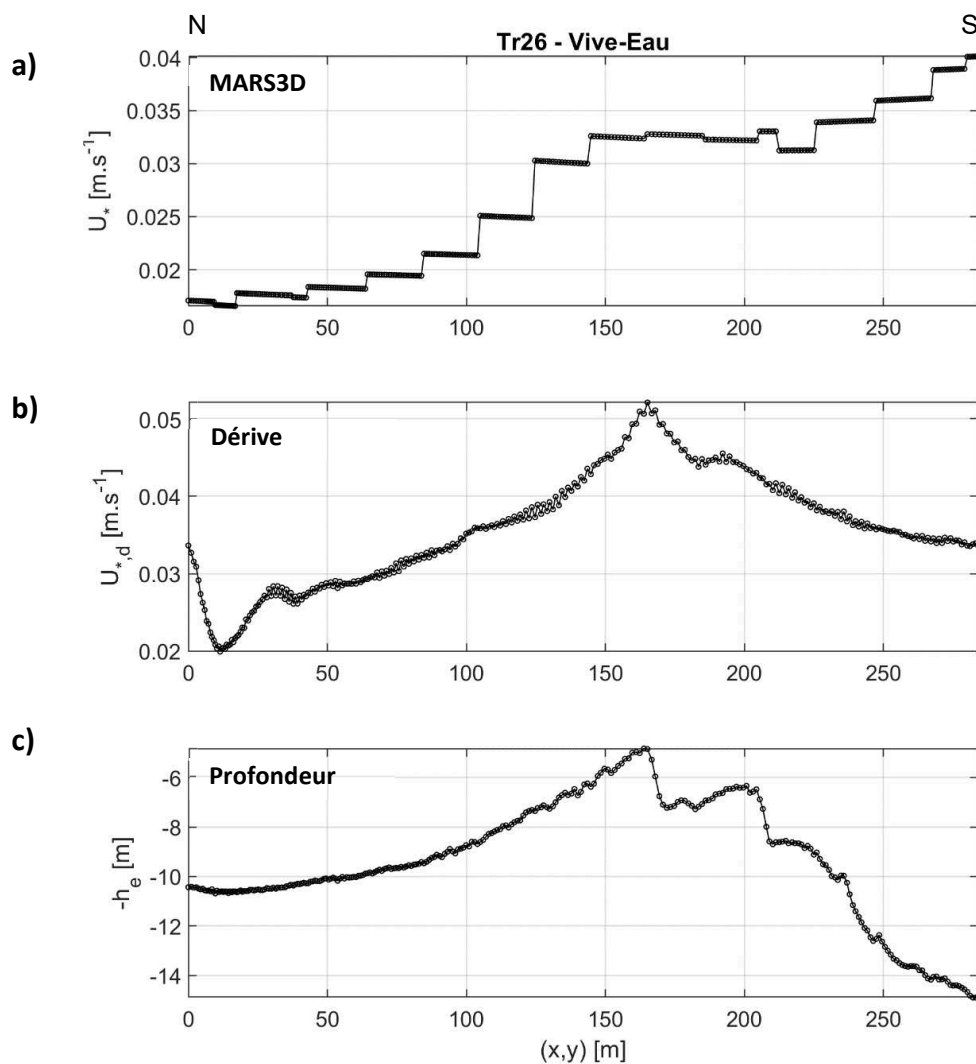 N S
Tr26 - Vive-Eau
a)
MARS3D
0.04
0.035
0.03
0.025
0.02
U* [m.s-1]
0 50 100 150 200 250
b)
Dérive
0.05
0.04
0.03
0.02
U*,d [m.s-1]
0 50 100 150 200 250
c)
Profondeur
-6
-8
-10
-12
-14
-he [m]
0 50 100 150 200 250
(x,y) [m]